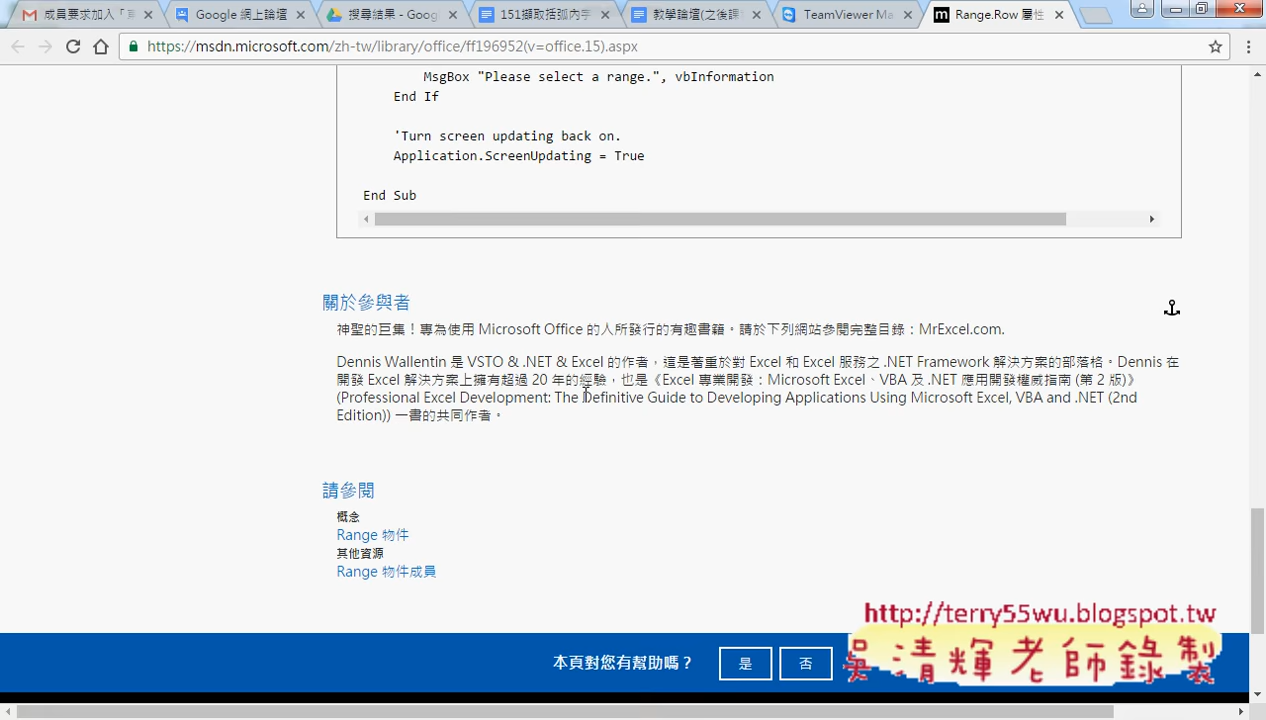 成員要求加入「
Google 網上論壇
搜尋結果 - Goog
151擷取括弧內字
教學論壇(之後
TeamViewer Ma
Range.Row 屬性
https://msdn.microsoft.com/zh-tw/library/office/ff196952(v=office.15).aspx
MsgBox "Please select a range.", vbInformation
End If
'Turn screen updating back on.
Application.ScreenUpdating = True
End Sub
關於參與者
神聖的巨集！專為使用 Microsoft Office 的人所發行的有趣書籍。請於下列網站參閱完整目錄：MrExcel.com.
Dennis Wallentin 是 VSTO & .NET & Excel 的作者，這是著重於對 Excel 和 Excel 服務之 .NET Framework 解決方案的部落格。Dennis 在
開發 Excel 解決方案上擁有超過 20 年的經驗，也是《Excel 專業開發：Microsoft Excel、VBA 及 .NET 應用開發權威指南 (第 2 版)》
(Professional Excel Development: The Definitive Guide to Developing Applications Using Microsoft Excel, VBA and .NET (2nd
Edition)) 一書的共同作者。
請參閱
概念
Range 物件
其他資源
Range 物件成員
http://terry55wu.blogspot.tw
吳清輝老師錄製
本頁對您有幫助嗎？
是
否